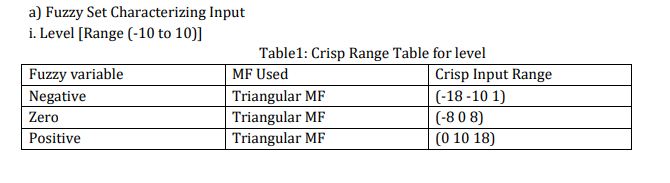 a) Fuzzy Set Characterizing Input
i. Level [Range (-10 to 10)]
Table1: Crisp Range Table for level
Fuzzy variable MF Used Crisp Input Range
Negative Triangular MF (-18 -10 1)
Zero Triangular MF (-8 0 8)
Positive Triangular MF (0 10 18)